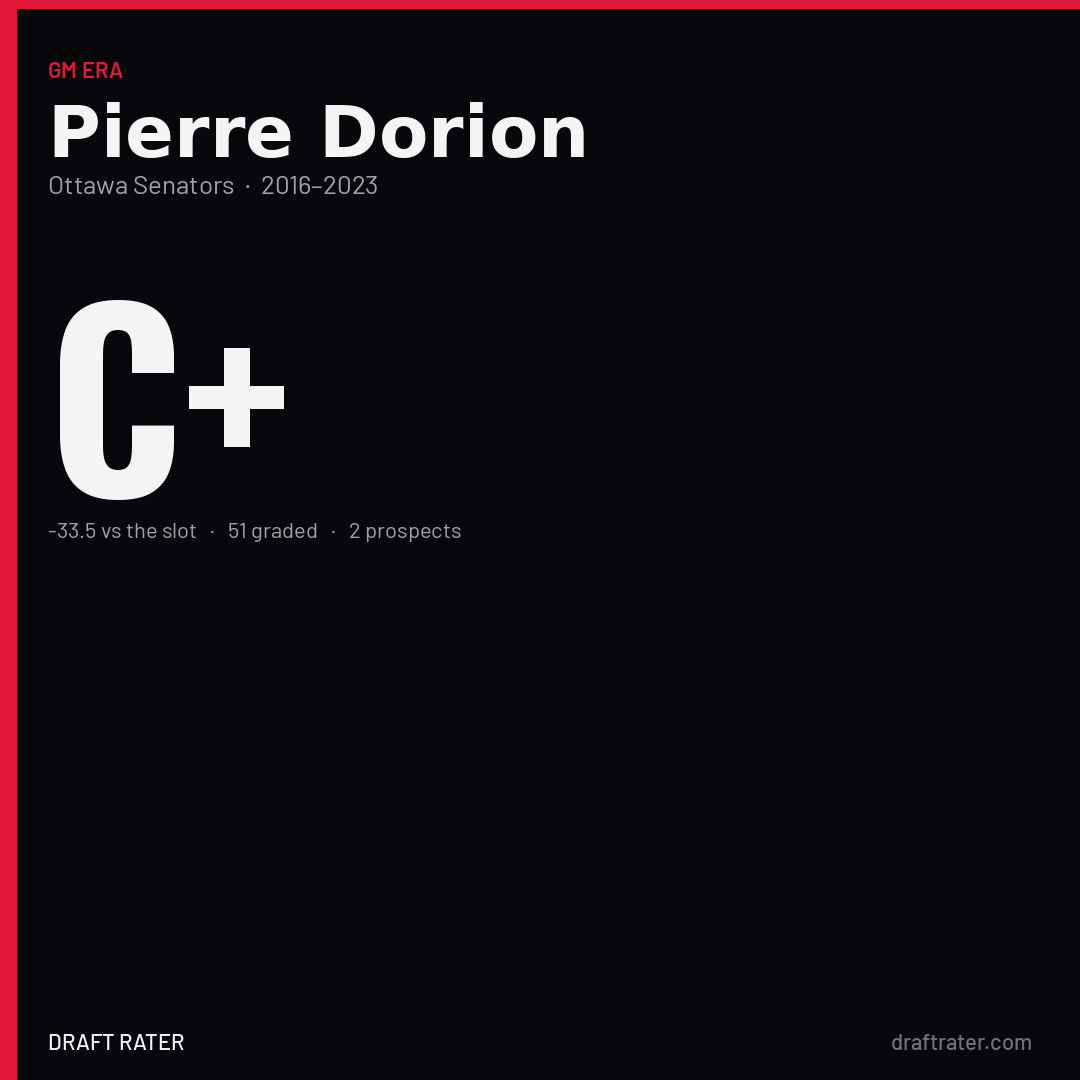 GM ERA
Pierre Dorion
Ottawa Senators · 2016–2023
C+
-33.5 vs the slot · 51 graded · 2 prospects
DRAFT RATER
draftrater.com